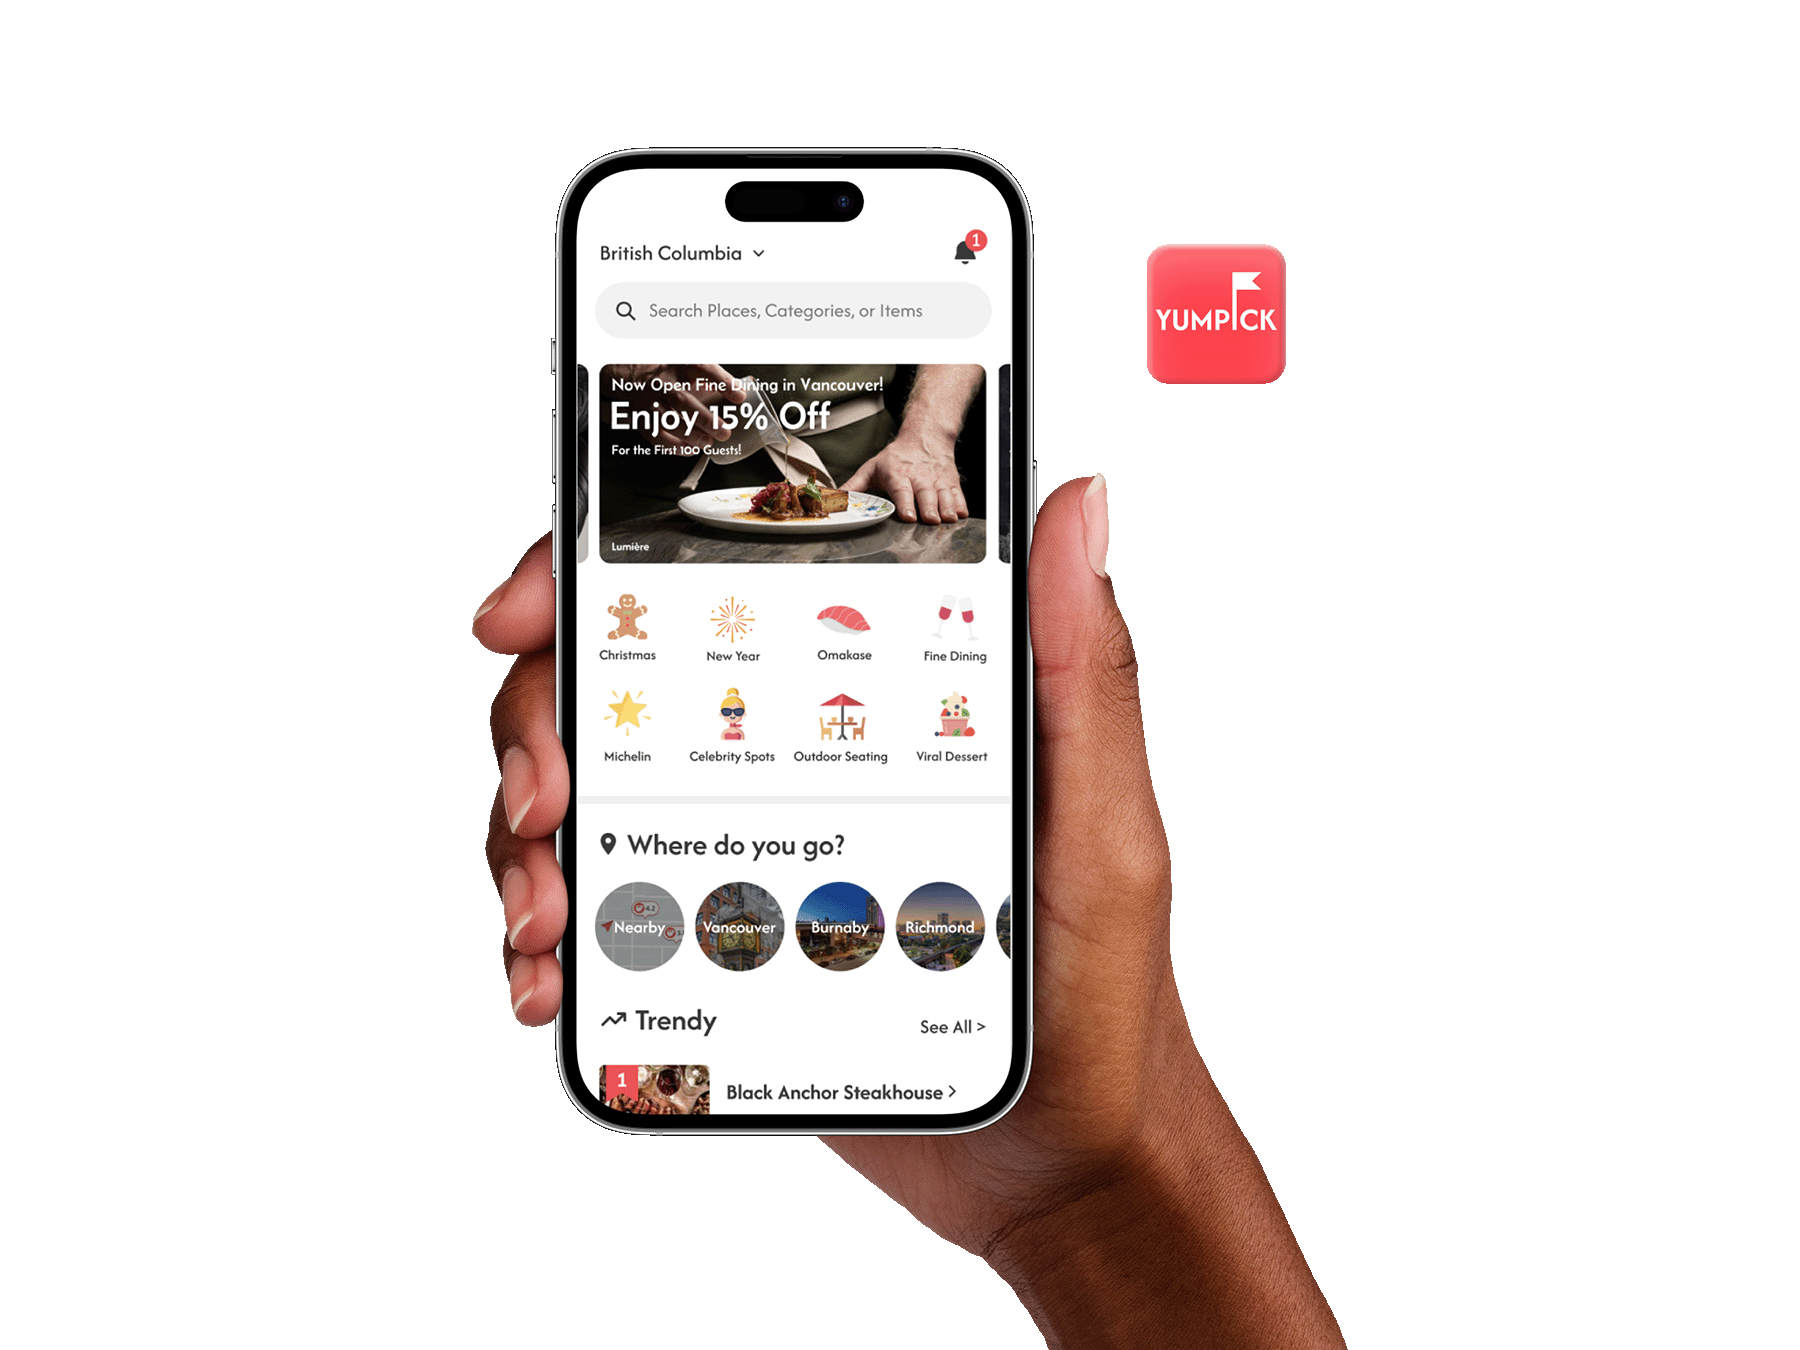 British Columbia
1
Search Places, Categories, or Items
YUMPICK
Now Open Fine Dining in Vancouver!
Enjoy 15% Off
For the First 100 Guests!
Lumière
Christmas
New Year
Omakase
Fine Dining
Michelin
Celebrity Spots
Outdoor Seating
Viral Dessert
Where do you go?
4.2
Nearby
Vancouver
Burnaby
Richmond
Trendy
See All >
1
Black Anchor Steakhouse >